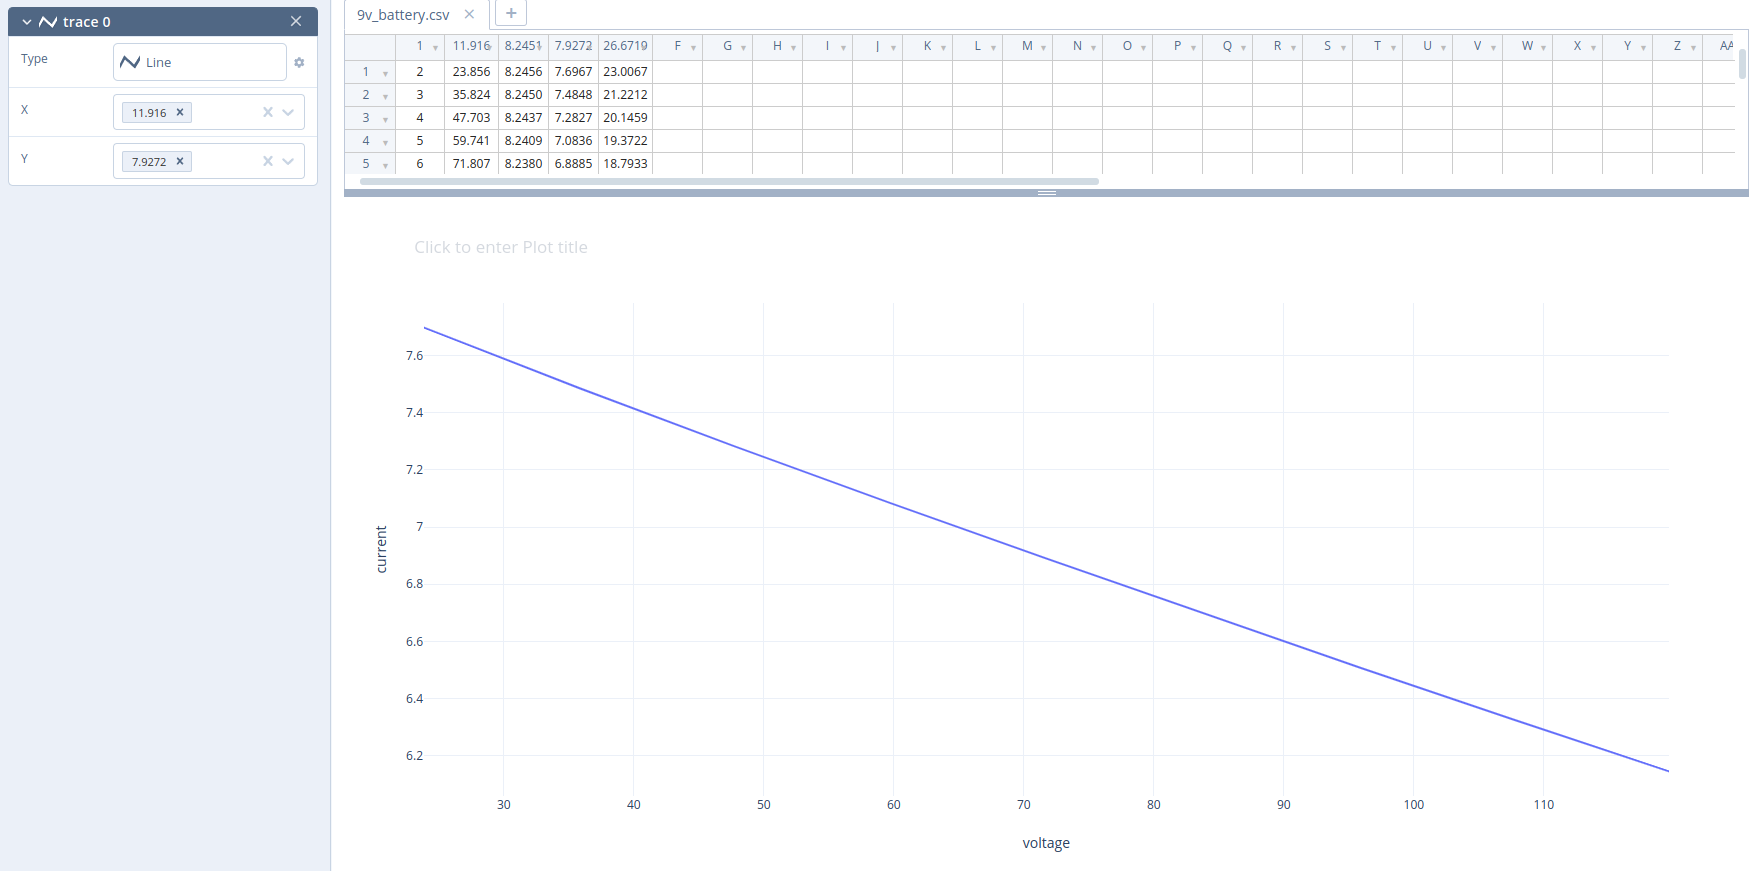 trace 0
Type
Line
X
11.916
Y
7.9272
9v_battery.csv
+
1 11.916 8.2451 7.9272 26.6719 F G H I J K L M N O P Q R S T U V W X Y Z AA
1 2 23.856 8.2456 7.6967 23.0067
2 3 35.824 8.2450 7.4848 21.2212
3 4 47.703 8.2437 7.2827 20.1459
4 5 59.741 8.2409 7.0836 19.3722
5 6 71.807 8.2380 6.8885 18.7933
Click to enter Plot title
7.6
7.4
7.2
7
6.8
6.6
6.4
6.2
current
30 40 50 60 70 80 90 100 110
voltage